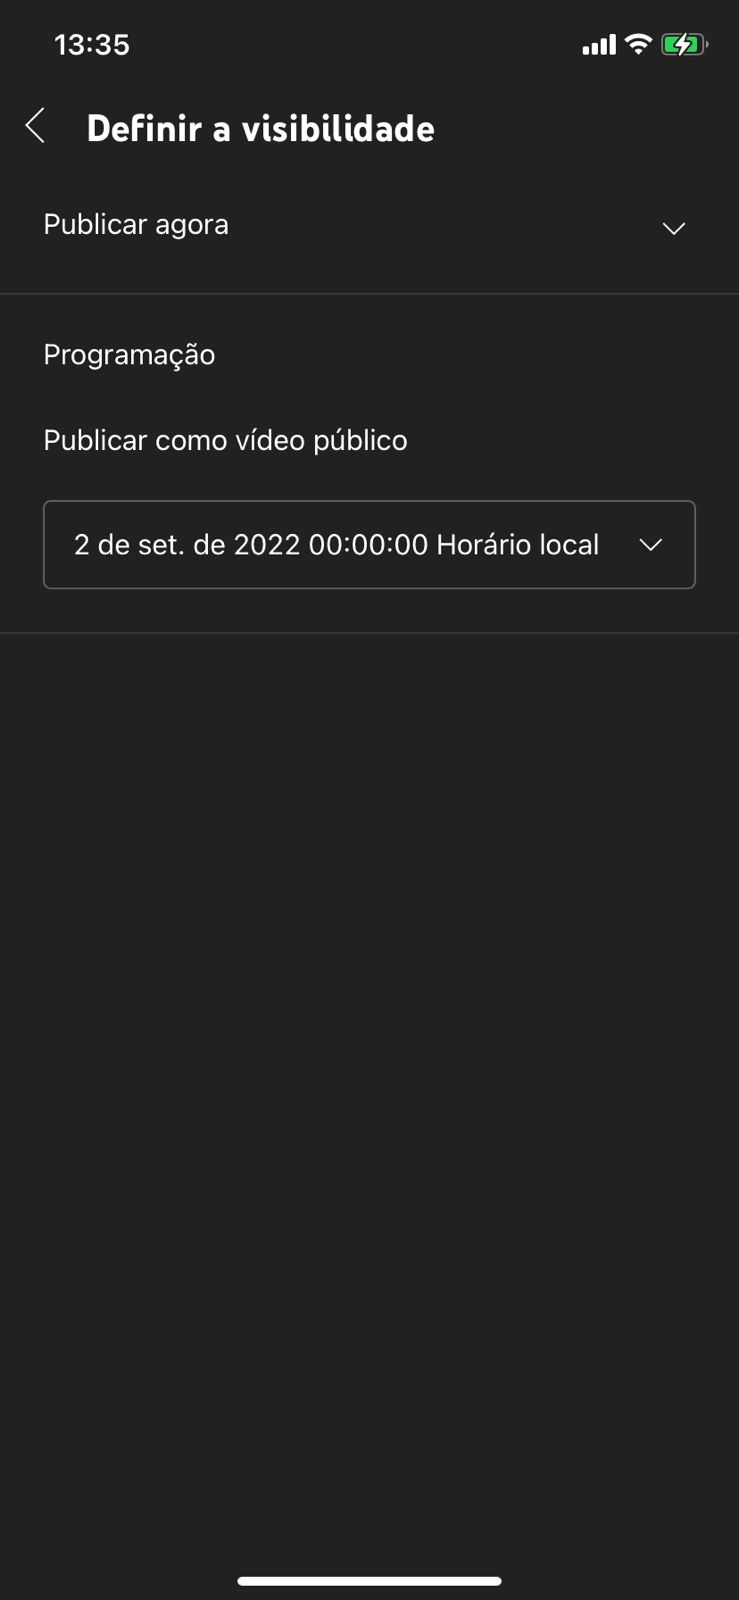 13:35
Definir a visibilidade
Publicar agora
Programação
Publicar como vídeo público
2 de set. de 2022 00:00:00 Horário local